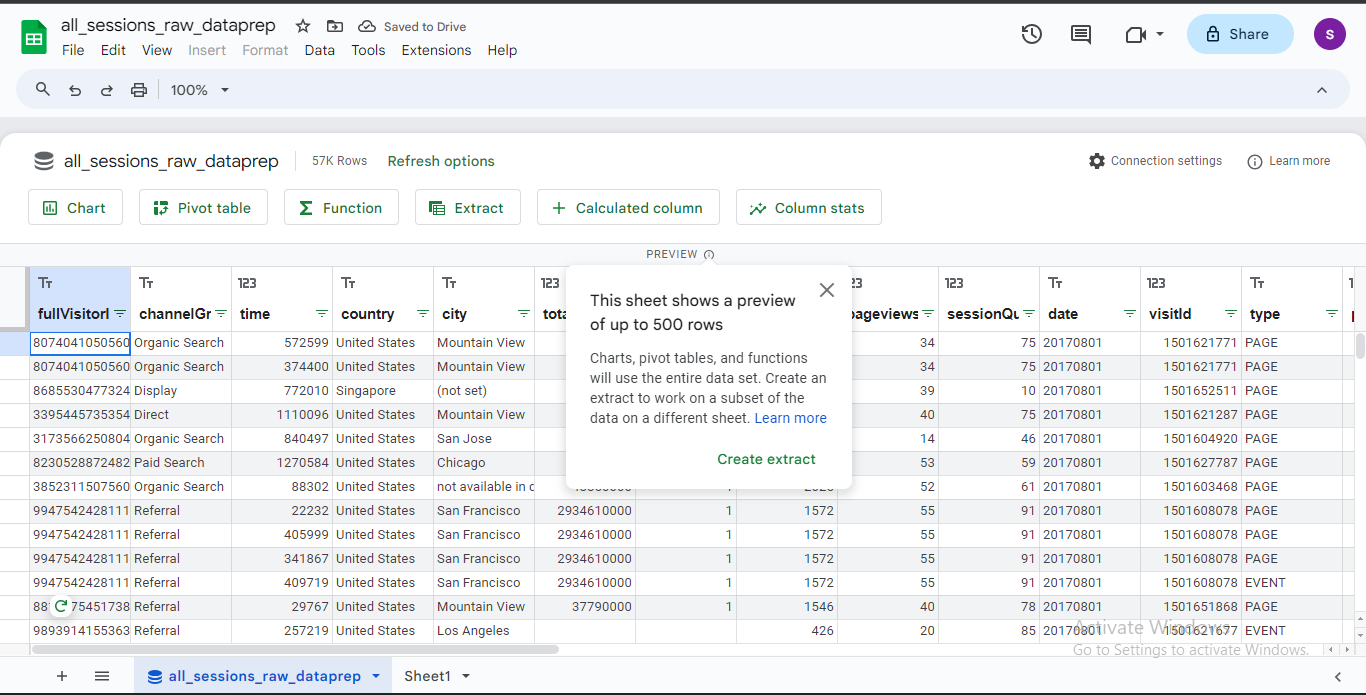 all_sessions_raw_dataprep Saved to Drive
File Edit View Insert Format Data Tools Extensions Help
Share S
100%
all_sessions_raw_dataprep 57K Rows Refresh options Connection settings Learn more
Chart Pivot table Function Extract Calculated column Column stats
PREVIEW
Tт Tт 123 Tт Tт 123 123 Tт 123 Tт
fullVisitorI channelGr time country city tota pageviews sessionQu date visitId type
This sheet shows a preview
of up to 500 rows
Charts, pivot tables, and functions
will use the entire data set. Create an
extract to work on a subset of the
data on a different sheet. Learn more
Create extract
8074041050560 Organic Search 572599 United States Mountain View 34 75 20170801 1501621771 PAGE
8074041050560 Organic Search 374400 United States Mountain View 34 75 20170801 1501621771 PAGE
8685530477324 Display 772010 Singapore (not set) 39 10 20170801 1501652511 PAGE
3395445735354 Direct 1110096 United States Mountain View 40 75 20170801 1501621287 PAGE
3173566250804 Organic Search 840497 United States San Jose 14 46 20170801 1501604920 PAGE
8230528872482 Paid Search 1270584 United States Chicago 53 59 20170801 1501627787 PAGE
3852311507560 Organic Search 88302 United States not available in d 52 61 20170801 1501603468 PAGE
9947542428111 Referral 22232 United States San Francisco 2934610000 1 1572 55 91 20170801 1501608078 PAGE
9947542428111 Referral 405999 United States San Francisco 2934610000 1 1572 55 91 20170801 1501608078 PAGE
9947542428111 Referral 341867 United States San Francisco 2934610000 1 1572 55 91 20170801 1501608078 PAGE
9947542428111 Referral 409719 United States San Francisco 2934610000 1 1572 55 91 20170801 1501608078 EVENT
75451738 Referral 29767 United States Mountain View 37790000 1 1546 40 78 20170801 1501651868 PAGE
9893914155363 Referral 257219 United States Los Angeles 426 20 85 20170801 1501621677 EVENT
Activate Windows
Go to Settings to activate Windows.
all_sessions_raw_dataprep Sheet1